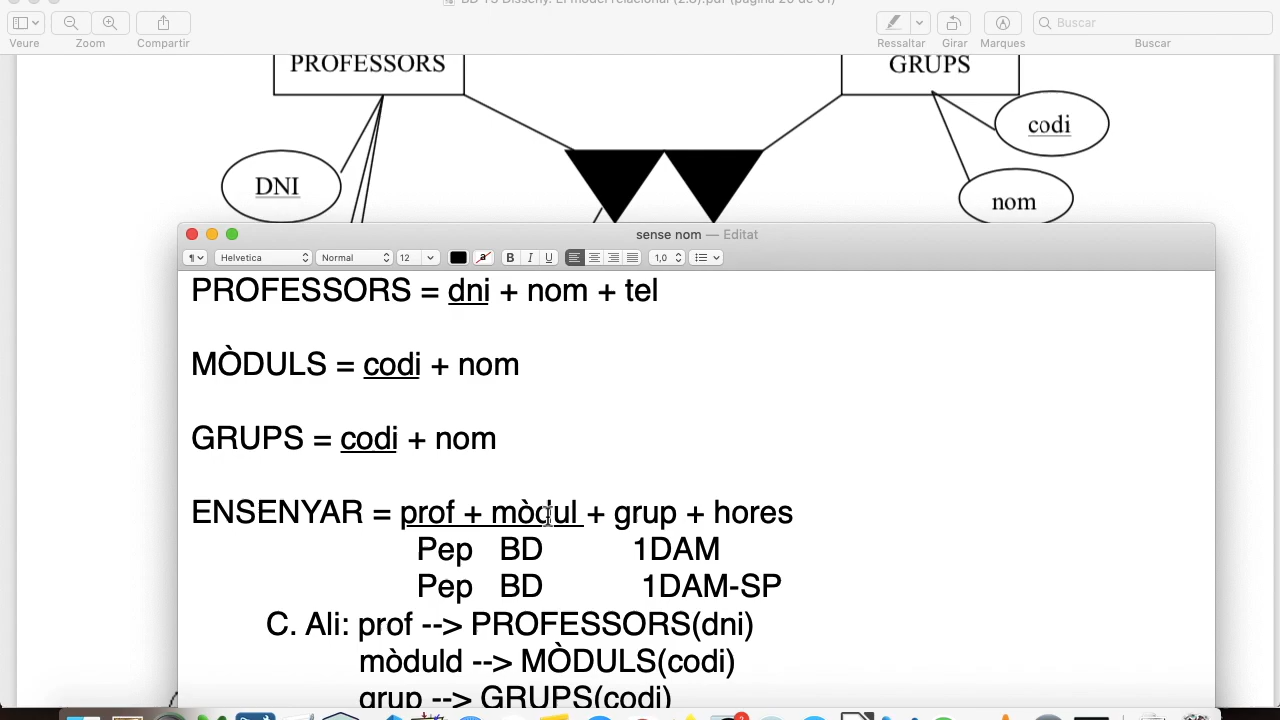 Veure
Zoom
Compartir
Ressaltar
Girar
Marques
Buscar
Buscar
PROFESSORS
GRUPS
codi
DNI
nom
sense nom — Editat
Helvetica
Normal
12
B I U
1,0
PROFESSORS = dni + nom + tel
MÒDULS = codi + nom
GRUPS = codi + nom
ENSENYAR = prof + mòdul + grup + hores
Pep BD 1DAM
Pep BD 1DAM-SP
C. Ali: prof --> PROFESSORS(dni)
mòduld --> MÒDULS(codi)
grup --> GRUPS(codi)